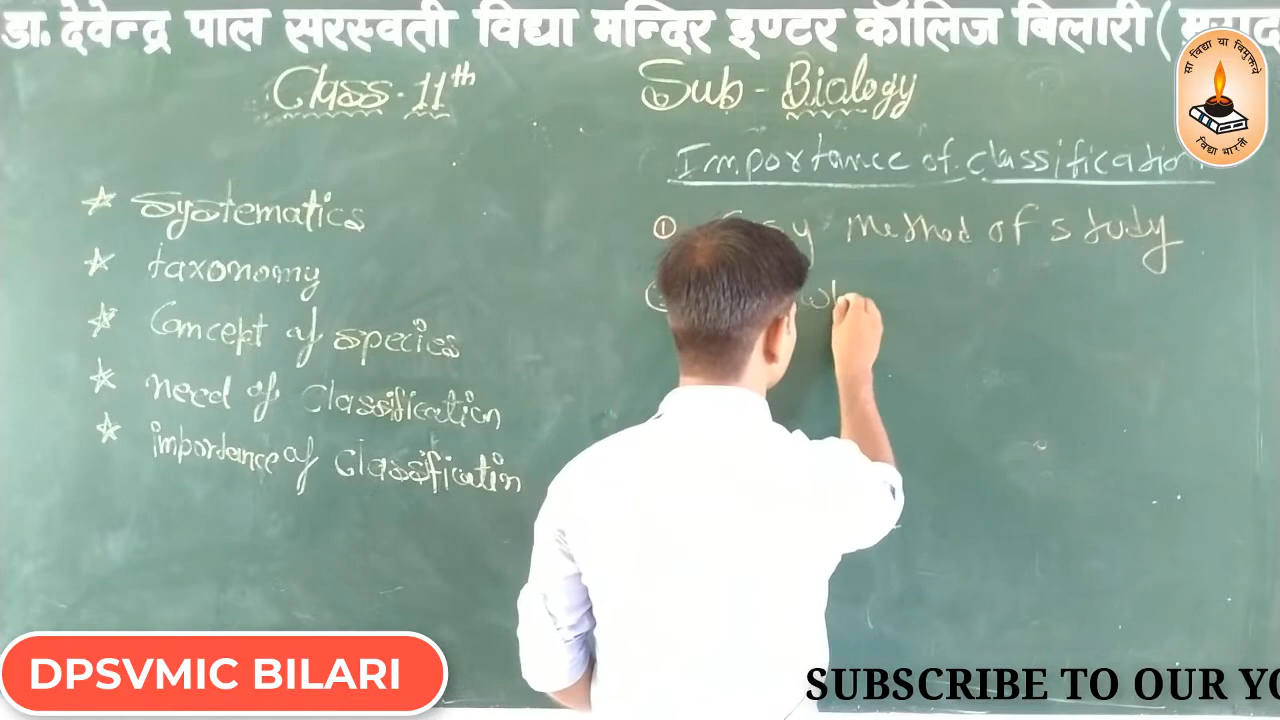 डा. देवेन्द्र पाल सरस्वती विद्या मन्दिर इण्टर कॉलिज बिलारी (
सा विद्या या विमुक्तये
विद्या भारती
Class. 11th
Sub - Biology
Importance of classification.
① Easy Method of study
★ Systematics
★ taxonomy
★ Concept of species
★ need of Classification
★ importance of Classificatin
DPSVMIC BILARI
SUBSCRIBE TO OUR YO